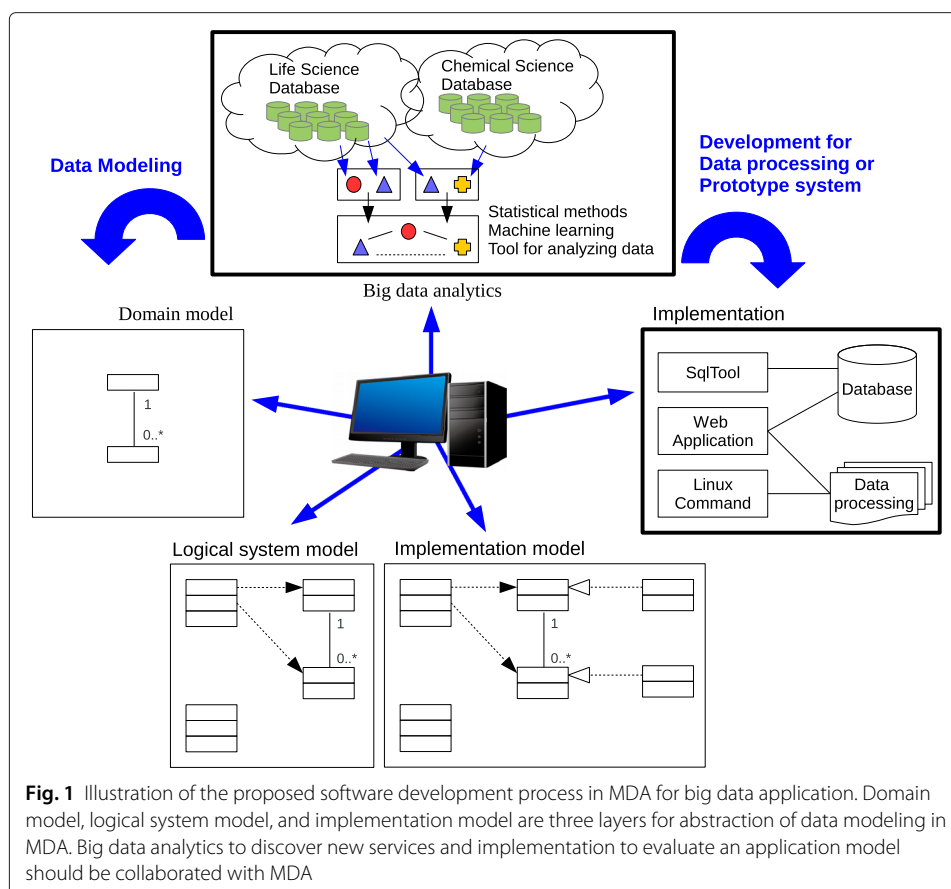 Life Science
Database
Chemical Science
Database
Data Modeling
Development for
Data processing or
Prototype system
Statistical methods
Machine learning
Tool for analyzing data
Big data analytics
Domain model
1
0..*
Implementation
SqlTool
Database
Web
Application
Linux
Command
Data
processing
Logical system model
1
0..*
Implementation model
1
0..*
Fig. 1 Illustration of the proposed software development process in MDA for big data application. Domain
model, logical system model, and implementation model are three layers for abstraction of data modeling in
MDA. Big data analytics to discover new services and implementation to evaluate an application model
should be collaborated with MDA